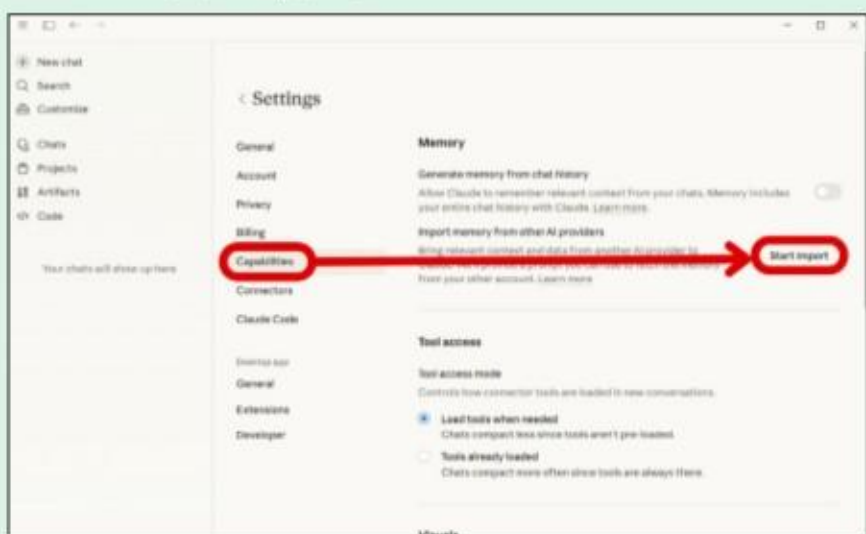 New chat
Search
Customize
Chats
Projects
Artifacts
Code
Your chats will show up here
< Settings
General
Account
Privacy
Billing
Capabilities
Connectors
Claude Code
Desktop app
General
Extensions
Developer
Memory
Generate memory from chat history
Allow Claude to remember relevant context from your chats. Memory includes
your entire chat history with Claude. Learn more.
Import memory from other AI providers
Bring relevant context and data from another AI provider to
from your other account. Learn more
Start import
Tool access
Tool access mode
Controls how connector tools are loaded in new conversations.
Load tools when needed
Chats compact less since tools aren't pre-loaded.
Tools already loaded
Chats compact more often since tools are always there.